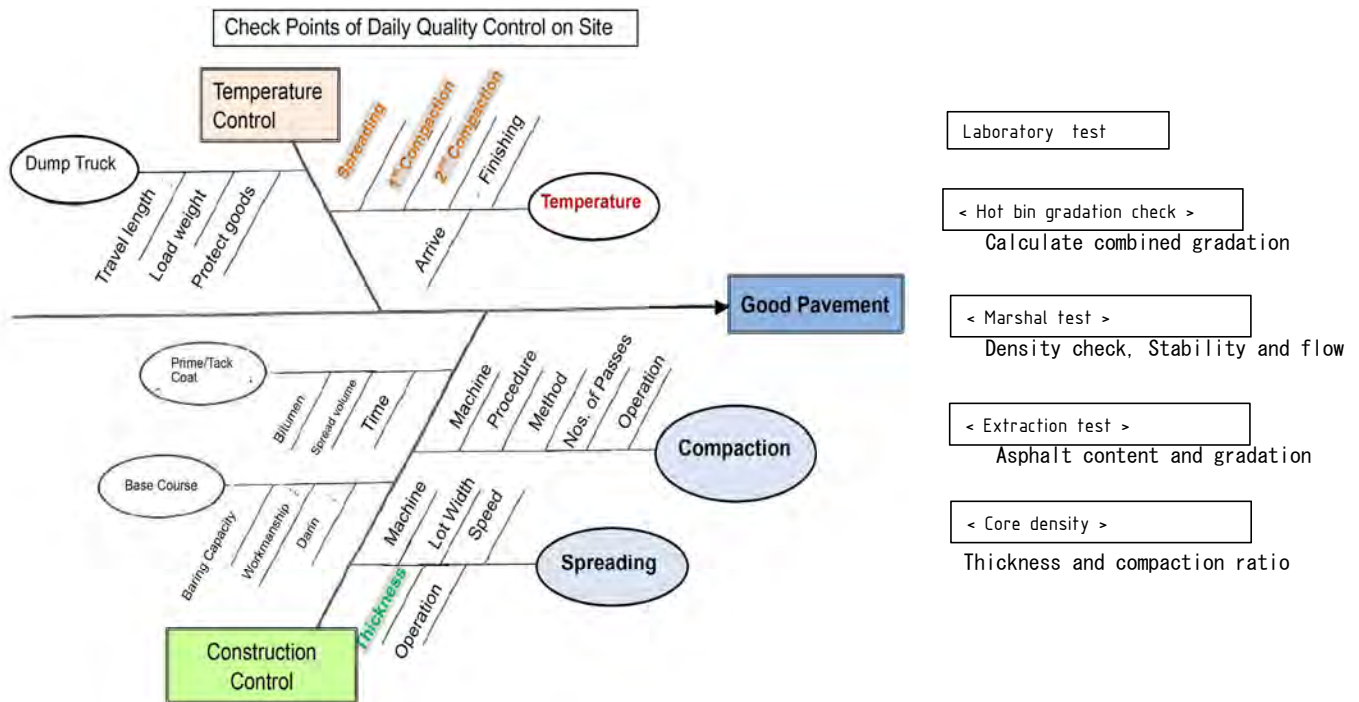 Check Points of Daily Quality Control on Site
Temperature
Control
Spreading
1st Compaction
2nd Compaction
Finishing
Dump Truck
Travel length
Load weight
Protect goods
Temperature
Arrive
Good Pavement
Prime/Tack
Coat
Bitumen
Spread volume
Time
Machine
Procedure
Method
Nos. of Passes
Operation
Compaction
Base Course
Baring Capacity
Workmanship
Darin
Machine
Lot Width
Speed
Spreading
Thickness
Operation
Construction
Control
Laboratory test
< Hot bin gradation check >
Calculate combined gradation
< Marshal test >
Density check, Stability and flow
< Extraction test >
Asphalt content and gradation
< Core density >
Thickness and compaction ratio